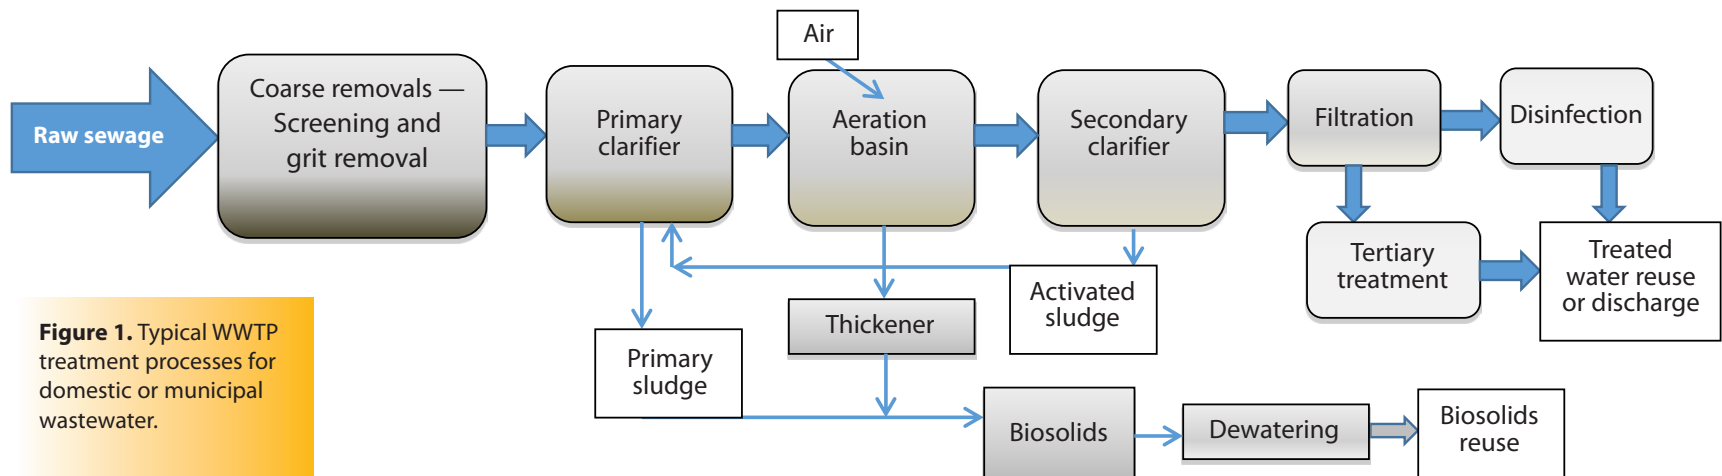 Air
Raw sewage
Coarse removals —
Screening and
grit removal
Primary
clarifier
Aeration
basin
Secondary
clarifier
Filtration
Disinfection
Tertiary
treatment
Treated
water reuse
or discharge
Activated
sludge
Thickener
Primary
sludge
Figure 1. Typical WWTP
treatment processes for
domestic or municipal
wastewater.
Biosolids
Dewatering
Biosolids
reuse